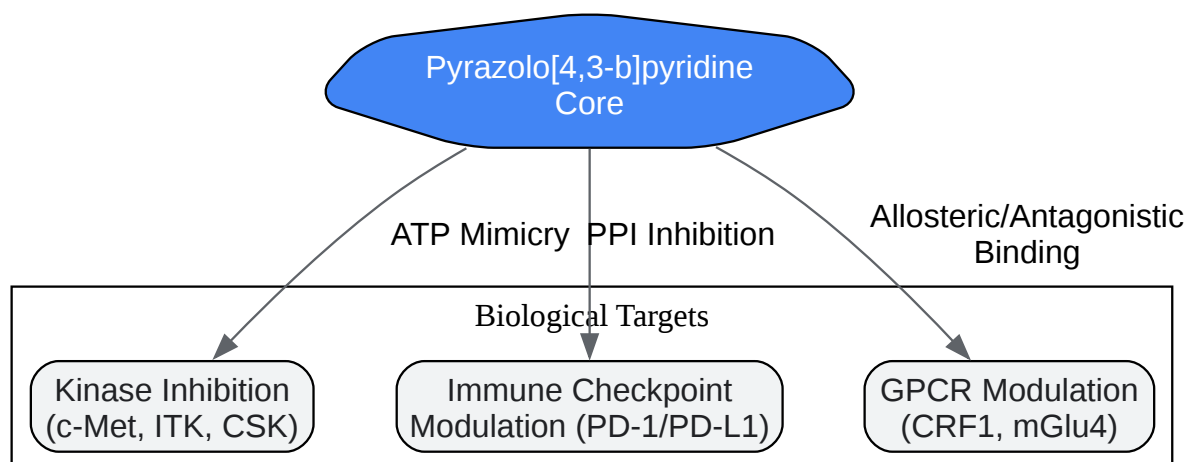 Pyrazolo[4,3-b]pyridine
Core
ATP Mimicry
PPI Inhibition
Allosteric/Antagonistic
Binding
Biological Targets
Kinase Inhibition
(c-Met, ITK, CSK)
Immune Checkpoint
Modulation (PD-1/PD-L1)
GPCR Modulation
(CRF1, mGlu4)